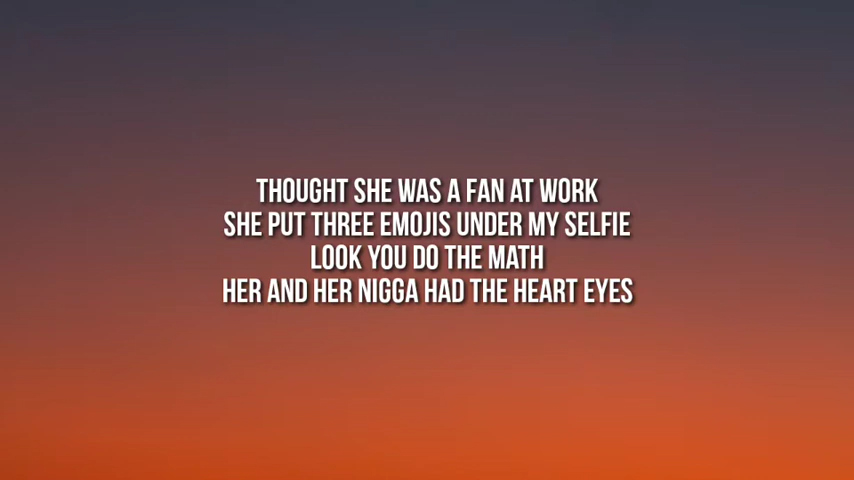 THOUGHT SHE WAS A FAN AT WORK
SHE PUT THREE EMOJIS UNDER MY SELFIE
LOOK YOU DO THE MATH
HER AND HER NIGGA HAD THE HEART EYES